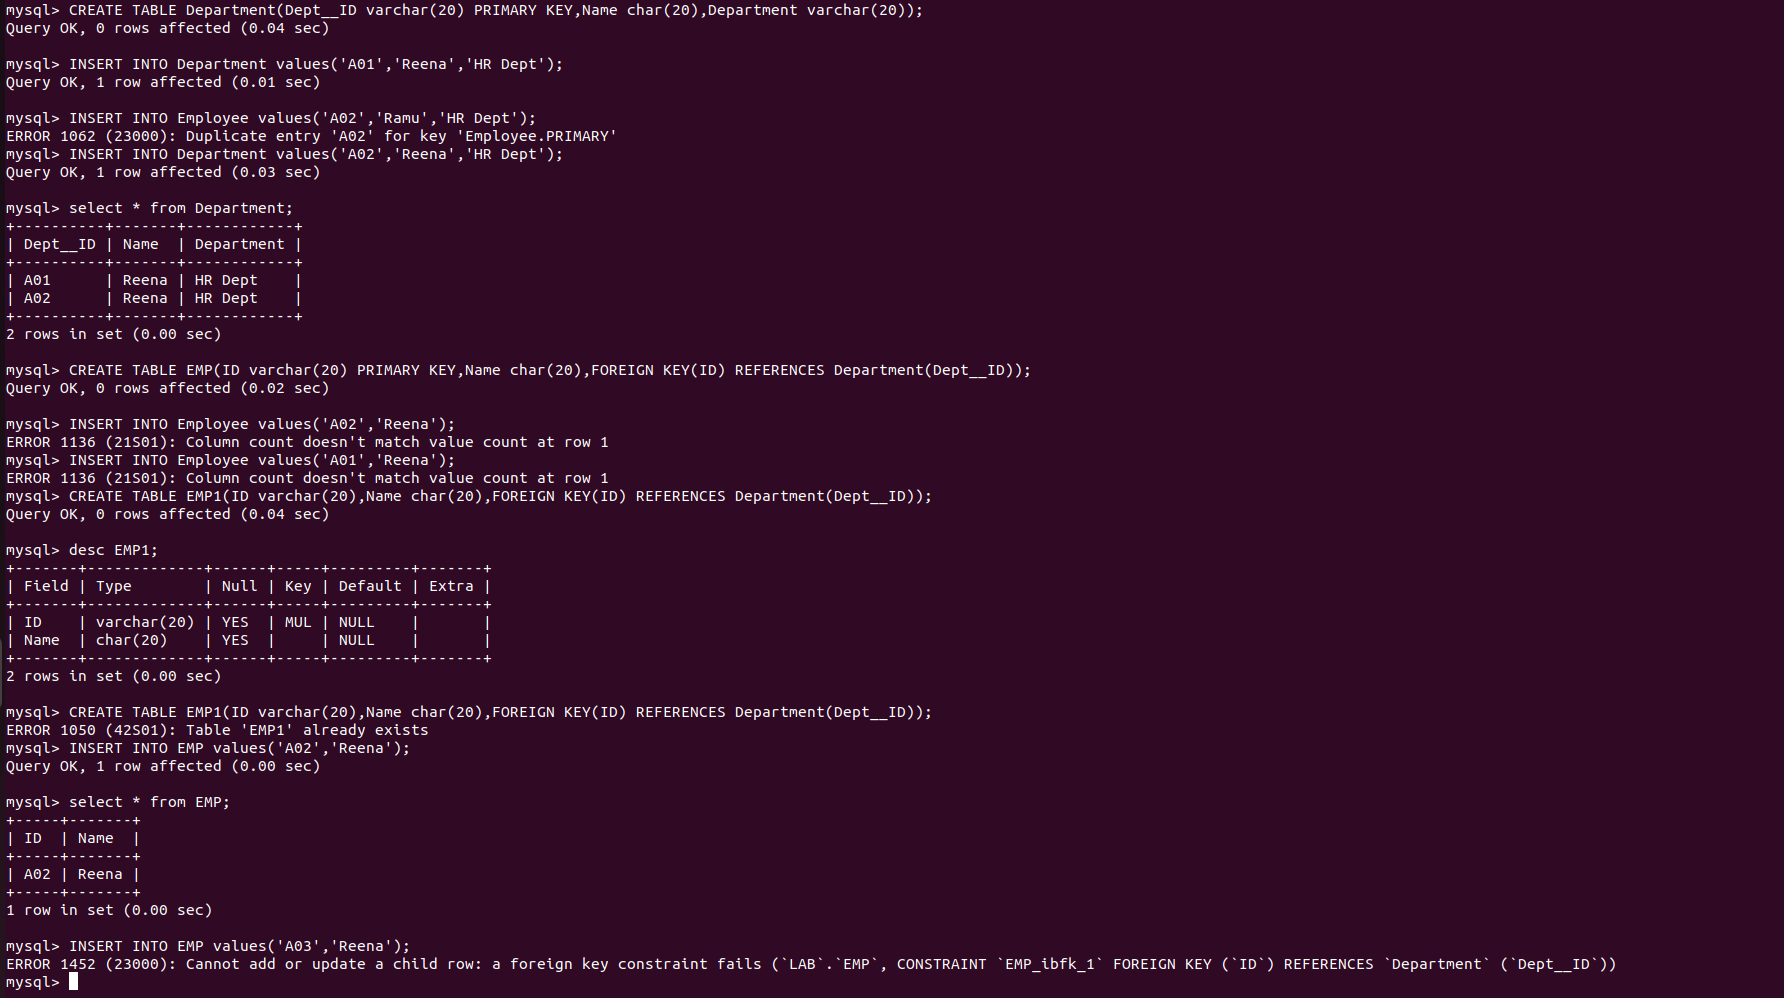 mysql> CREATE TABLE Department(Dept__ID varchar(20) PRIMARY KEY,Name char(20),Department varchar(20));
Query OK, 0 rows affected (0.04 sec)

mysql> INSERT INTO Department values('A01','Reena','HR Dept');
Query OK, 1 row affected (0.01 sec)

mysql> INSERT INTO Employee values('A02','Ramu','HR Dept');
ERROR 1062 (23000): Duplicate entry 'A02' for key 'Employee.PRIMARY'
mysql> INSERT INTO Department values('A02','Reena','HR Dept');
Query OK, 1 row affected (0.03 sec)

mysql> select * from Department;
+----------+-------+------------+
| Dept__ID | Name  | Department |
+----------+-------+------------+
| A01      | Reena | HR Dept    |
| A02      | Reena | HR Dept    |
+----------+-------+------------+
2 rows in set (0.00 sec)

mysql> CREATE TABLE EMP(ID varchar(20) PRIMARY KEY,Name char(20),FOREIGN KEY(ID) REFERENCES Department(Dept__ID));
Query OK, 0 rows affected (0.02 sec)

mysql> INSERT INTO Employee values('A02','Reena');
ERROR 1136 (21S01): Column count doesn't match value count at row 1
mysql> INSERT INTO Employee values('A01','Reena');
ERROR 1136 (21S01): Column count doesn't match value count at row 1
mysql> CREATE TABLE EMP1(ID varchar(20),Name char(20),FOREIGN KEY(ID) REFERENCES Department(Dept__ID));
Query OK, 0 rows affected (0.04 sec)

mysql> desc EMP1;
+-------+-------------+------+-----+---------+-------+
| Field | Type        | Null | Key | Default | Extra |
+-------+-------------+------+-----+---------+-------+
| ID    | varchar(20) | YES  | MUL | NULL    |       |
| Name  | char(20)    | YES  |     | NULL    |       |
+-------+-------------+------+-----+---------+-------+
2 rows in set (0.00 sec)

mysql> CREATE TABLE EMP1(ID varchar(20),Name char(20),FOREIGN KEY(ID) REFERENCES Department(Dept__ID));
ERROR 1050 (42S01): Table 'EMP1' already exists
mysql> INSERT INTO EMP values('A02','Reena');
Query OK, 1 row affected (0.00 sec)

mysql> select * from EMP;
+-----+-------+
| ID  | Name  |
+-----+-------+
| A02 | Reena |
+-----+-------+
1 row in set (0.00 sec)

mysql> INSERT INTO EMP values('A03','Reena');
ERROR 1452 (23000): Cannot add or update a child row: a foreign key constraint fails (`LAB`.`EMP`, CONSTRAINT `EMP_ibfk_1` FOREIGN KEY (`ID`) REFERENCES `Department` (`Dept__ID`))
mysql>